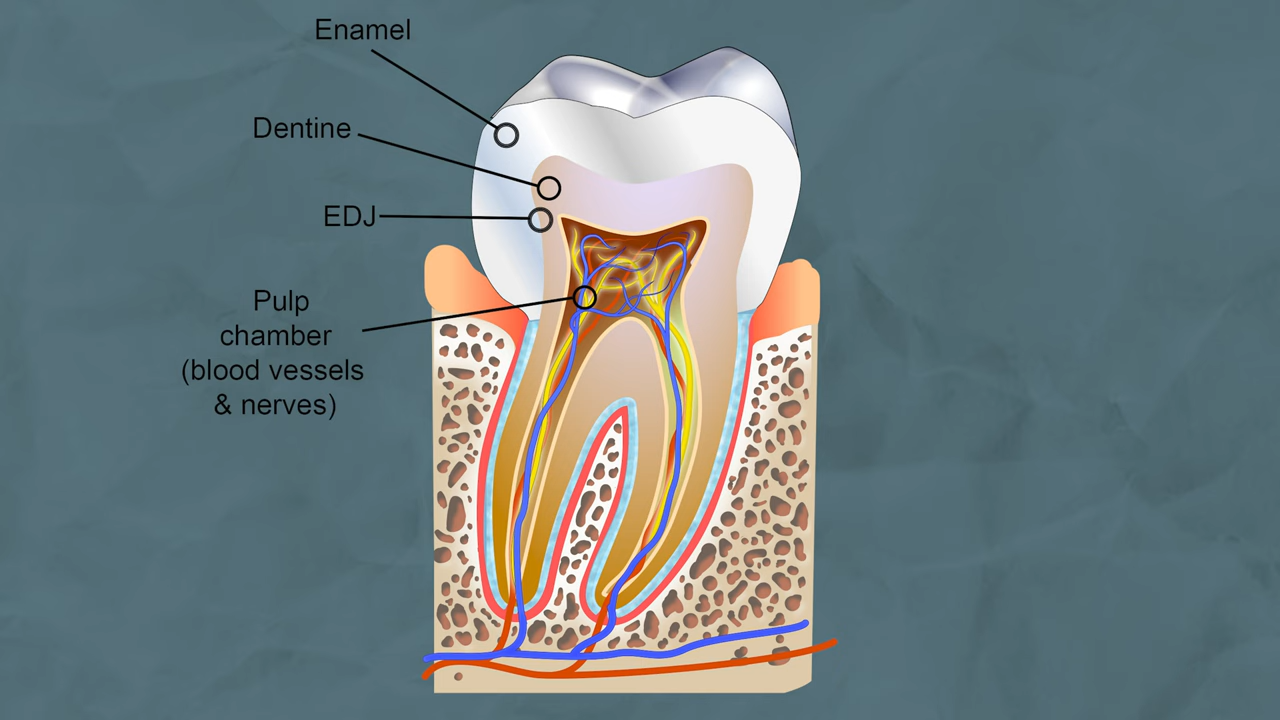 Enamel
Dentine
EDJ
Pulp
chamber
(blood vessels
& nerves)